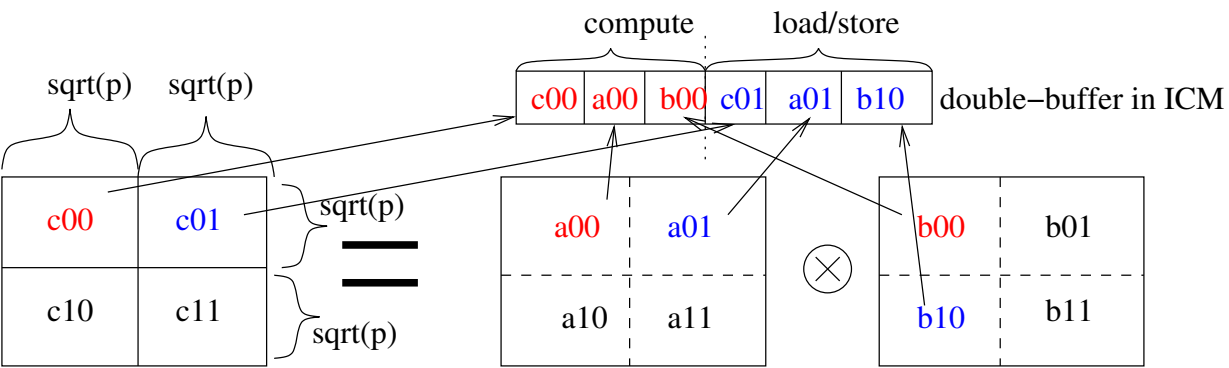 compute load/store
sqrt(p) sqrt(p)
c00 a00 b00 c01 a01 b10 double−buffer in ICM
c00 c01 sqrt(p) a00 a01 b00 b01
c10 c11 sqrt(p) a10 a11 b10 b11